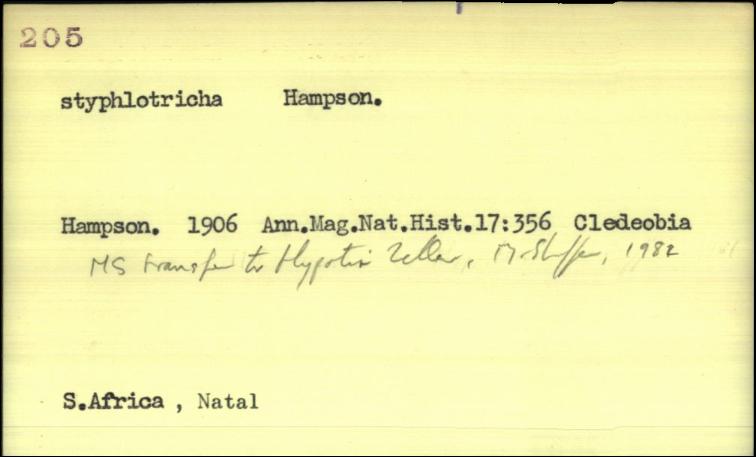 205
styphlotricha Hampson.
Hampson. 1906 Ann.Mag.Nat.Hist.17:356 Cledeobia
MS transfer to Hypotia Zeller, M. Shaffer, 1982
S.Africa , Natal